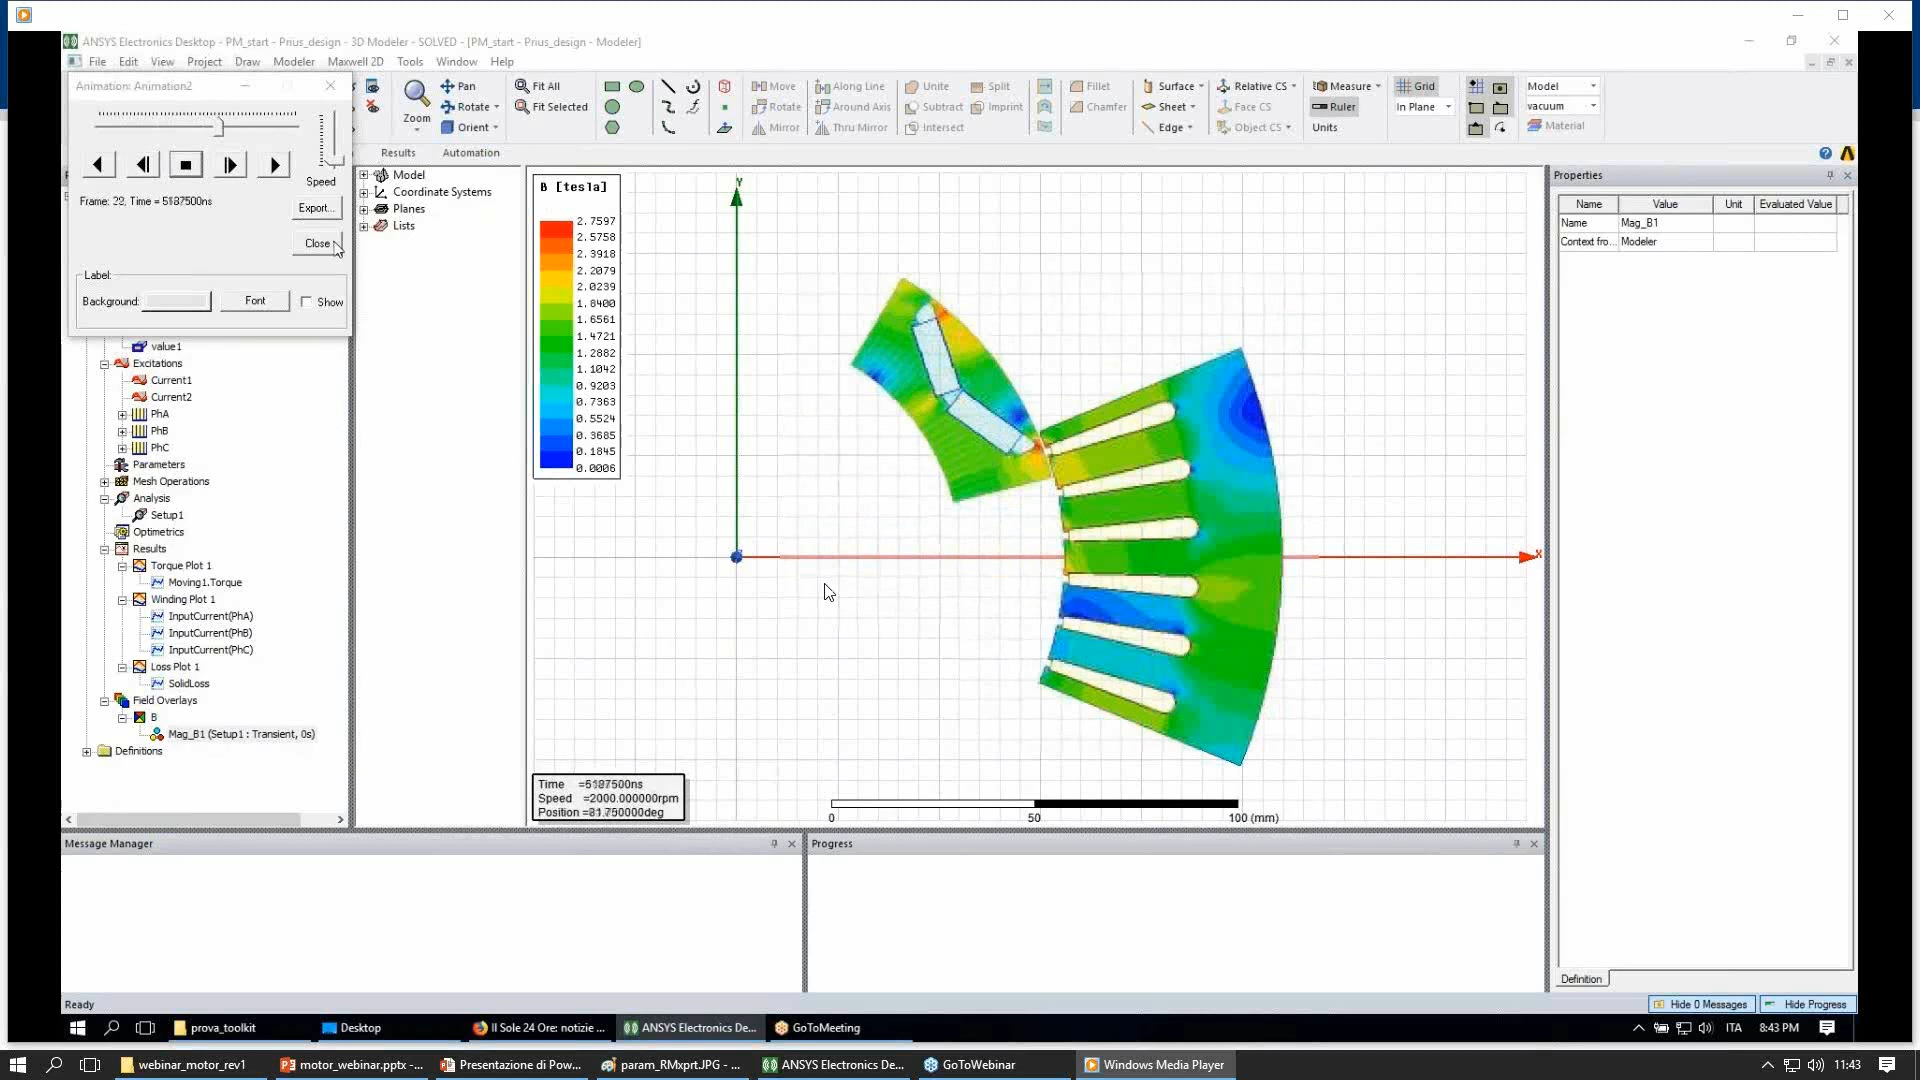 ANSYS Electronics Desktop - PM_start - Prius_design - 3D Modeler - SOLVED - [PM_start - Prius_design - Modeler]
File Edit View Project Draw Modeler Maxwell 2D Tools Window Help
Animation: Animation2
Speed
Frame: 22, Time =
Export...
Close
Label:
Background: Font Show
Zoom
Pan
Rotate
Orient
Fit All
Fit Selected
Move
Rotate
Mirror
Along Line
Around Axis
Thru Mirror
Unite
Subtract
Intersect
Split
Imprint
Fillet
Chamfer
Surface
Sheet
Edge
Relative CS
Face CS
Object CS
Measure
Ruler
Units
Grid
In Plane
Model
vacuum
Material
Results Automation
value1
Excitations
Current1
Current2
PhA
PhB
PhC
Parameters
Mesh Operations
Analysis
Setup1
Optimetrics
Results
Torque Plot 1
Moving1.Torque
Winding Plot 1
InputCurrent(PhA)
InputCurrent(PhB)
InputCurrent(PhC)
Loss Plot 1
SolidLoss
Field Overlays
B
Mag_B1 (Setup1 : Transient, 0s)
Definitions
Model
Coordinate Systems
Planes
Lists
B [tesla]
2.7597
2.5758
2.3918
2.2079
2.0239
1.8400
1.6561
1.4721
1.2882
1.1042
0.9203
0.7363
0.5524
0.3685
0.1845
0.0006
Y
X
Time
Speed =2000.000000rpm
Position
0 50 100 (mm)
Properties
Name Value Unit Evaluated Value
Name Mag_B1
Context fro... Modeler
Definition
Message Manager
Progress
Ready
Hide 0 Messages Hide Progress
prova_toolkit Desktop Il Sole 24 Ore: notizie ... ANSYS Electronics De... GoToMeeting ITA 8:43 PM
webinar_motor_rev1 motor_webinar.pptx -... Presentazione di Pow... param_RMxprt.JPG - ... ANSYS Electronics De... GoToWebinar Windows Media Player 11:43